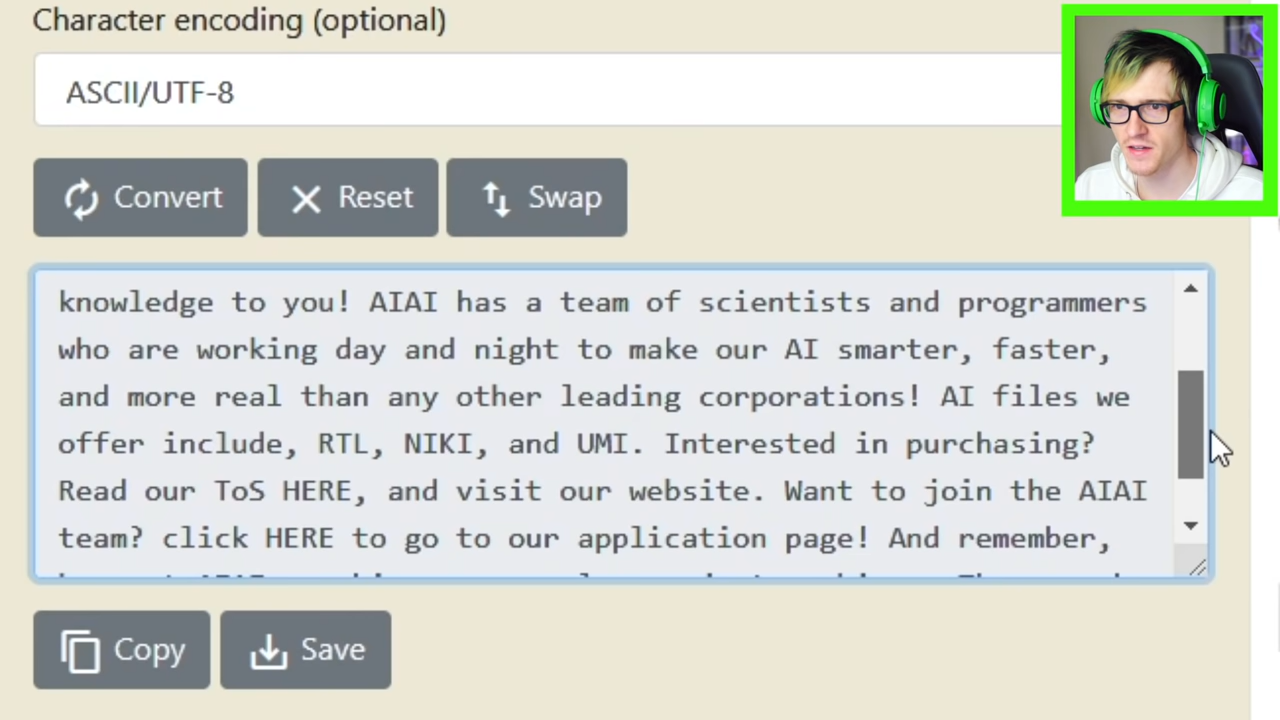 Character encoding (optional)
ASCII/UTF-8
Convert
Reset
Swap
knowledge to you! AIAI has a team of scientists and programmers
who are working day and night to make our AI smarter, faster,
and more real than any other leading corporations! AI files we
offer include, RTL, NIKI, and UMI. Interested in purchasing?
Read our ToS HERE, and visit our website. Want to join the AIAI
team? click HERE to go to our application page! And remember,
Copy
Save